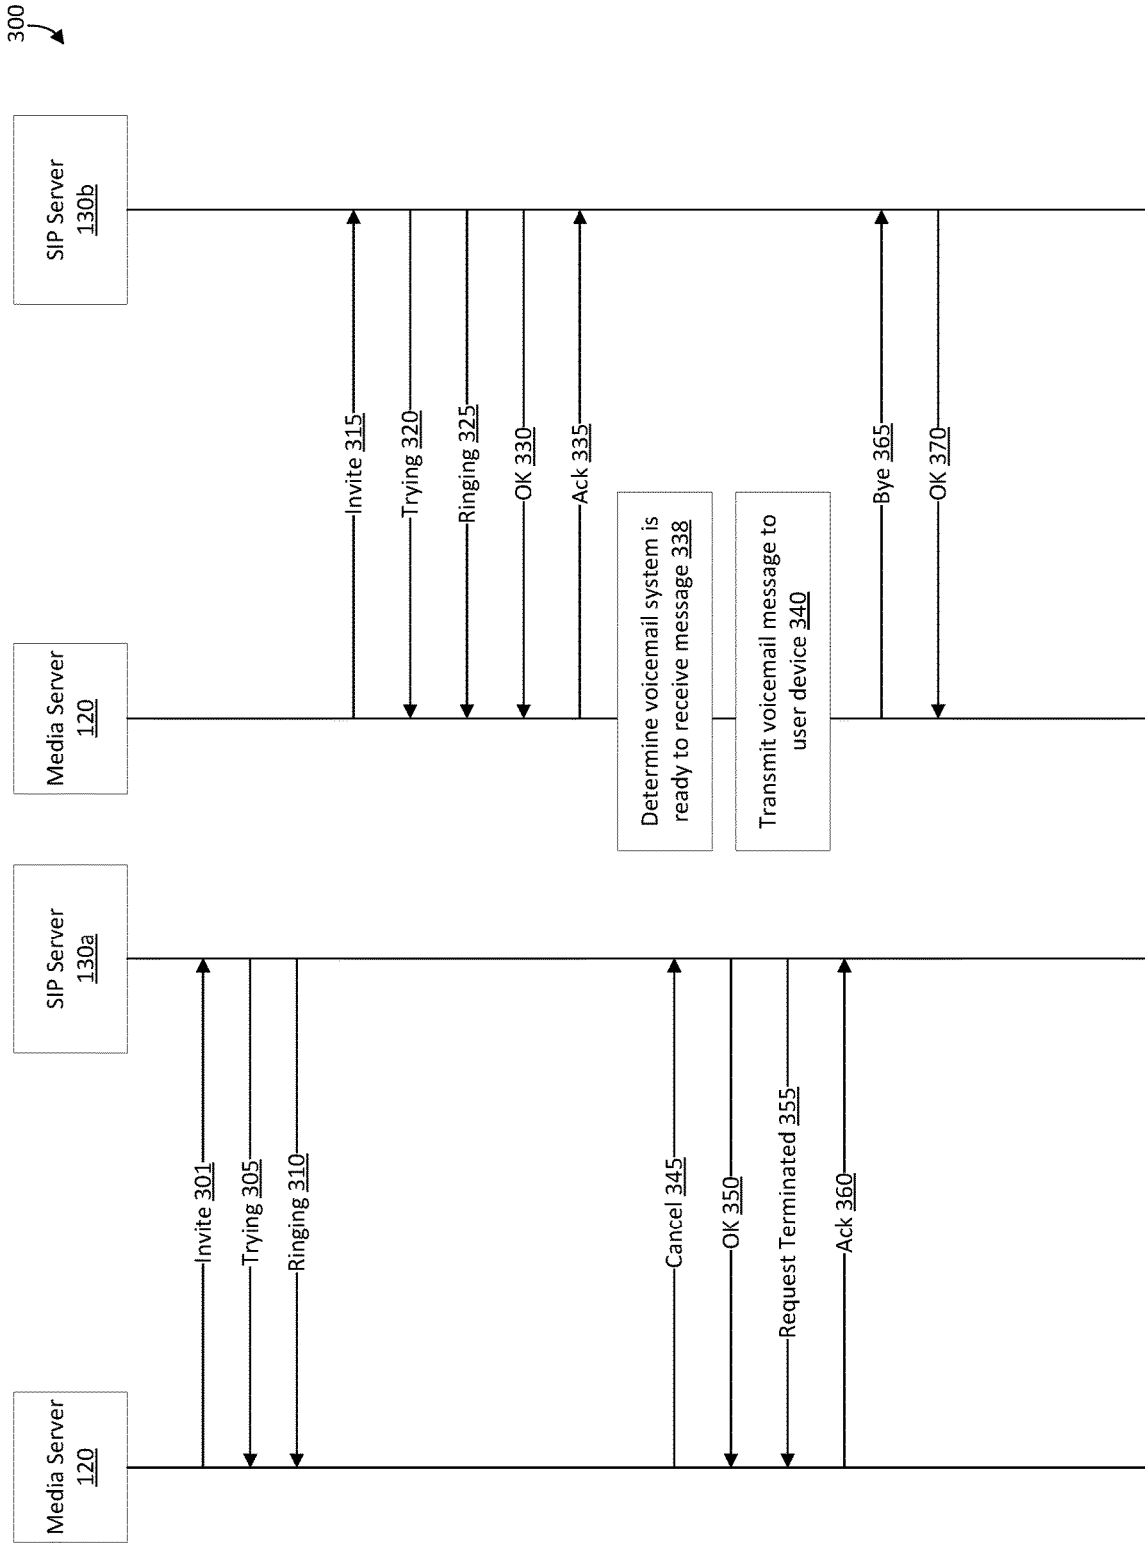 300
Media Server
120
SIP Server
130a
Media Server
120
SIP Server
130b
Invite 301
Trying 305
Ringing 310
Invite 315
Trying 320
Ringing 325
OK 330
Ack 335
Determine voicemail system is
ready to receive message 338
Cancel 345
OK 350
Transmit voicemail message to
user device 340
Request Terminated 355
Ack 360
Bye 365
OK 370